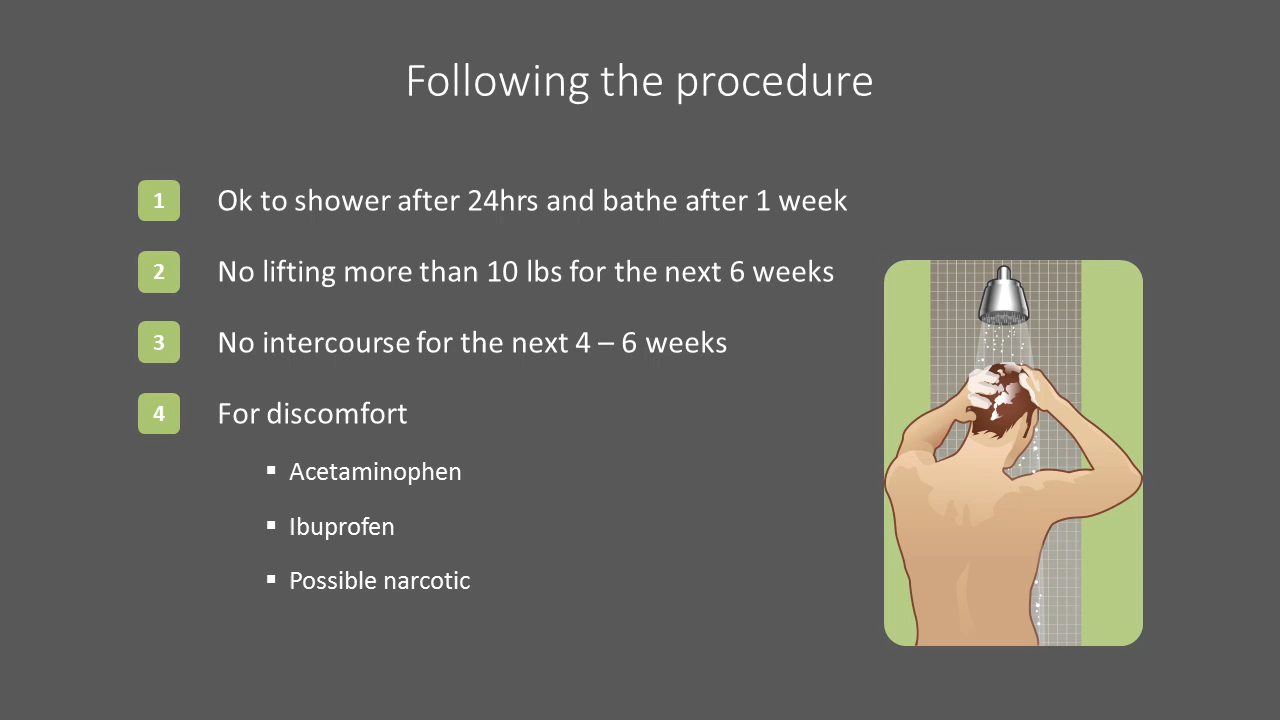 Following the procedure
1 Ok to shower after 24hrs and bathe after 1 week
2 No lifting more than 10 lbs for the next 6 weeks
3 No intercourse for the next 4 – 6 weeks
4 For discomfort
▪ Acetaminophen
▪ Ibuprofen
▪ Possible narcotic